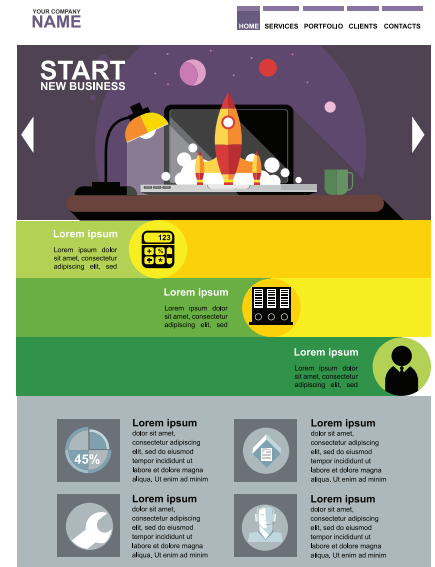 YOUR COMPANY
NAME
HOME SERVICES PORTFOLIO CLIENTS CONTACTS
START
NEW BUSINESS
Lorem ipsum
Lorem ipsum dolor
sit amet, consectetur
adipiscing elit, sed
123
Lorem ipsum
Lorem ipsum dolor
sit amet, consectetur
adipiscing elit, sed
Lorem ipsum
Lorem ipsum dolor
sit amet, consectetur
adipiscing elit, sed
45%
Lorem ipsum
dolor sit amet,
consectetur adipiscing
elit, sed do eiusmod
tempor incididunt ut
labore et dolore magna
aliqua. Ut enim ad minim
Lorem ipsum
dolor sit amet,
consectetur adipiscing
elit, sed do eiusmod
tempor incididunt ut
labore et dolore magna
aliqua. Ut enim ad minim
Lorem ipsum
dolor sit amet,
consectetur adipiscing
elit, sed do eiusmod
tempor incididunt ut
labore et dolore magna
aliqua. Ut enim ad minim
Lorem ipsum
dolor sit amet,
consectetur adipiscing
elit, sed do eiusmod
tempor incididunt ut
labore et dolore magna
aliqua. Ut enim ad minim